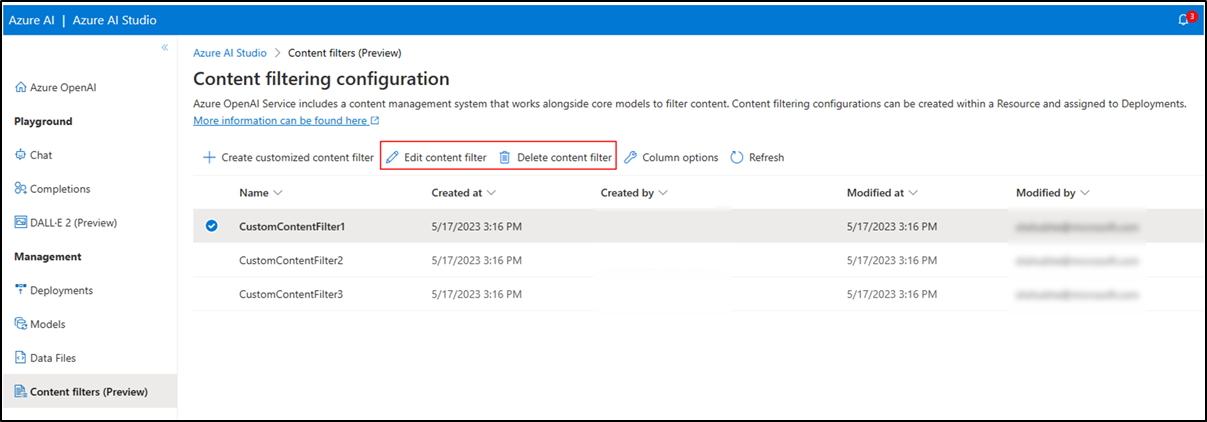 Azure AI | Azure AI Studio
3
«
Azure AI Studio > Content filters (Preview)
Content filtering configuration
Azure OpenAI Service includes a content management system that works alongside core models to filter content. Content filtering configurations can be created within a Resource and assigned to Deployments.
More information can be found here
Create customized content filter Edit content filter Delete content filter Column options Refresh
Name Created at Created by Modified at Modified by
CustomContentFilter1 5/17/2023 3:16 PM 5/17/2023 3:16 PM
CustomContentFilter2 5/17/2023 3:16 PM 5/17/2023 3:16 PM
CustomContentFilter3 5/17/2023 3:16 PM 5/17/2023 3:16 PM
Azure OpenAI
Playground
Chat
Completions
DALL·E 2 (Preview)
Management
Deployments
Models
Data Files
Content filters (Preview)